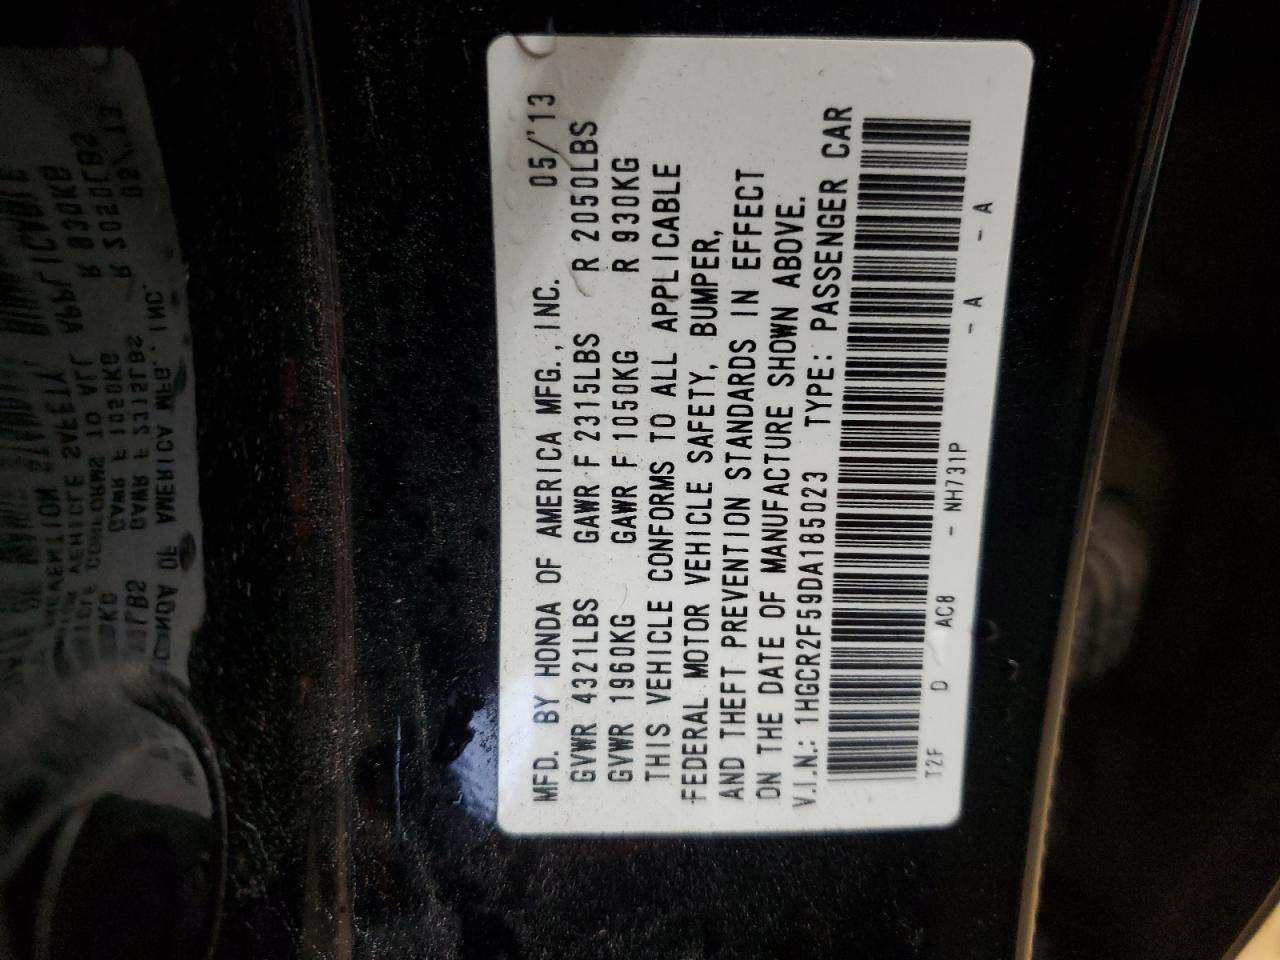 MFD. BY HONDA OF AMERICA MFG., INC. 05/'13
GVWR 4321LBS GAWR F 2315LBS R 2050LBS
GVWR 1960KG GAWR F 1050KG R 930KG
THIS VEHICLE CONFORMS TO ALL APPLICABLE
FEDERAL MOTOR VEHICLE SAFETY, BUMPER,
AND THEFT PREVENTION STANDARDS IN EFFECT
ON THE DATE OF MANUFACTURE SHOWN ABOVE.
V.I.N.: 1HGCR2F59DA185023 TYPE: PASSENGER CAR
T2F D AC8 - NH731P - A - A